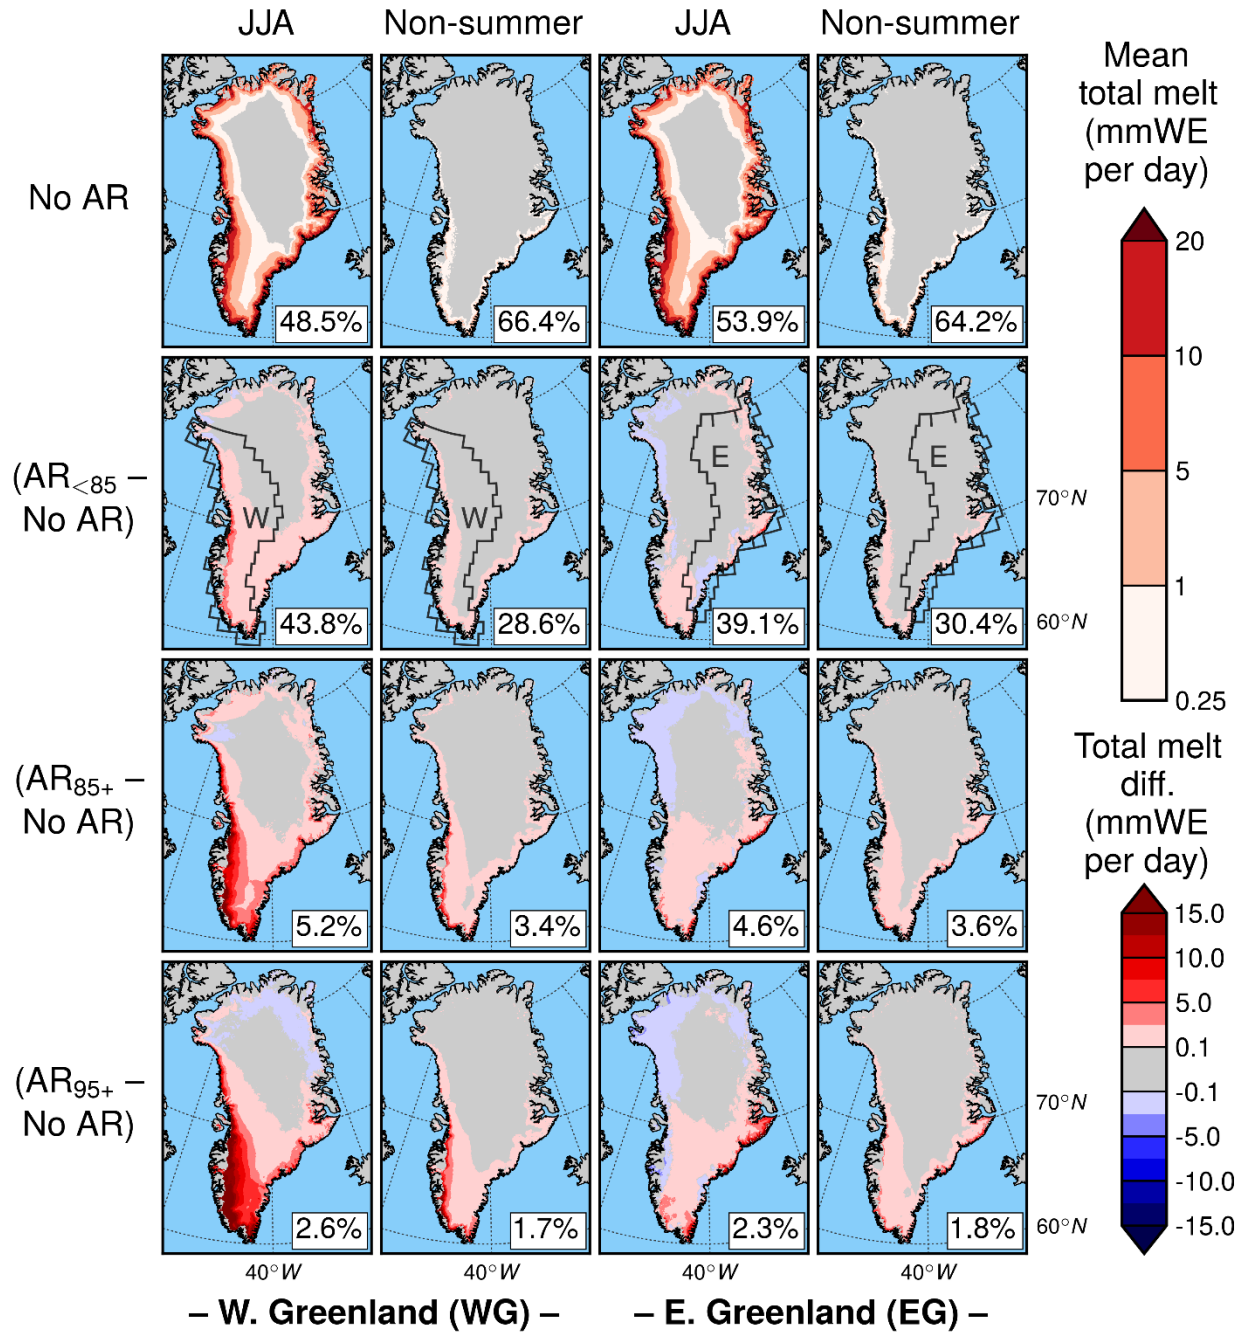 JJA Non-summer JJA Non-summer
Mean
total melt
(mmWE
per day)
No AR
48.5% 66.4% 53.9% 64.2%
20
10
5
1
0.25
(AR<85 –
No AR)
W W E E
43.8% 28.6% 39.1% 30.4%
70°N
60°N
Total melt
diff.
(mmWE
per day)
(AR85+ –
No AR)
5.2% 3.4% 4.6% 3.6%
15.0
10.0
5.0
0.1
-0.1
-5.0
-10.0
-15.0
(AR95+ –
No AR)
2.6% 1.7% 2.3% 1.8%
70°N
60°N
40°W 40°W 40°W 40°W
– W. Greenland (WG) – – E. Greenland (EG) –